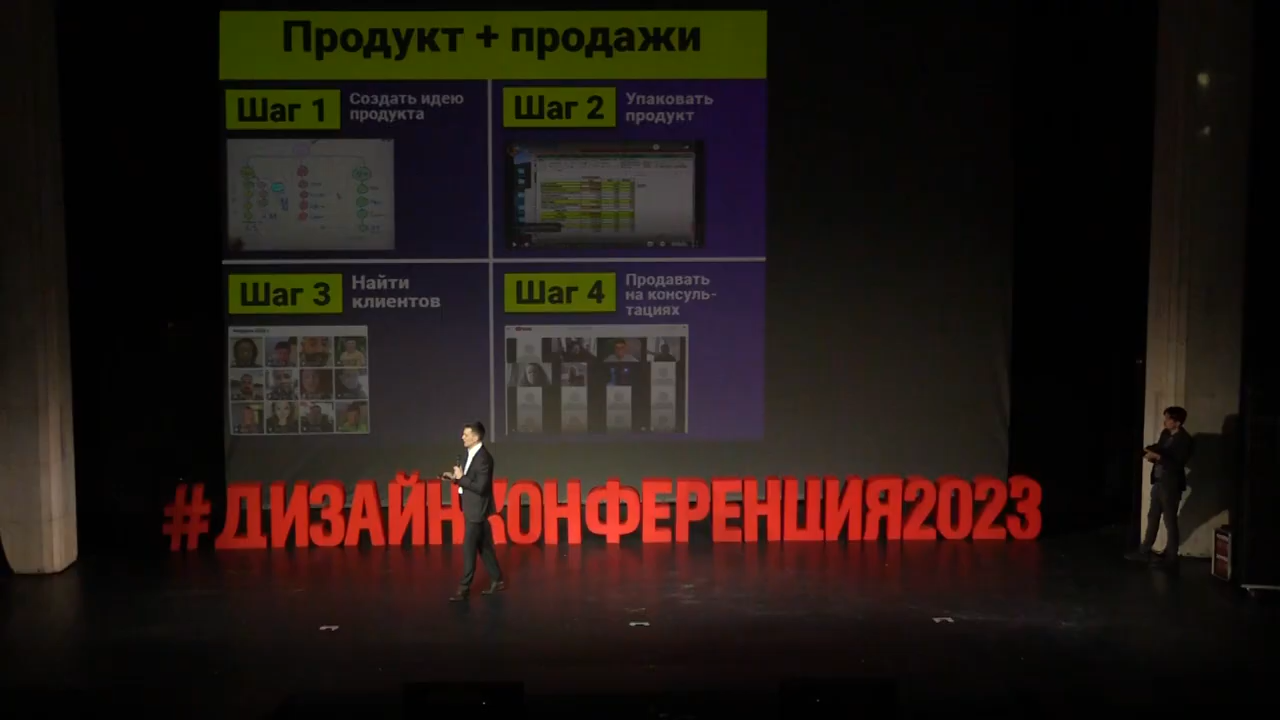 Продукт + продажи
Шаг 1
Создать идею
продукта
Шаг 2
Упаковать
продукт
Шаг 3
Найти
клиентов
Шаг 4
Продавать
на консуль-
тациях
#ДИЗАЙНКОНФЕРЕНЦИЯ2023